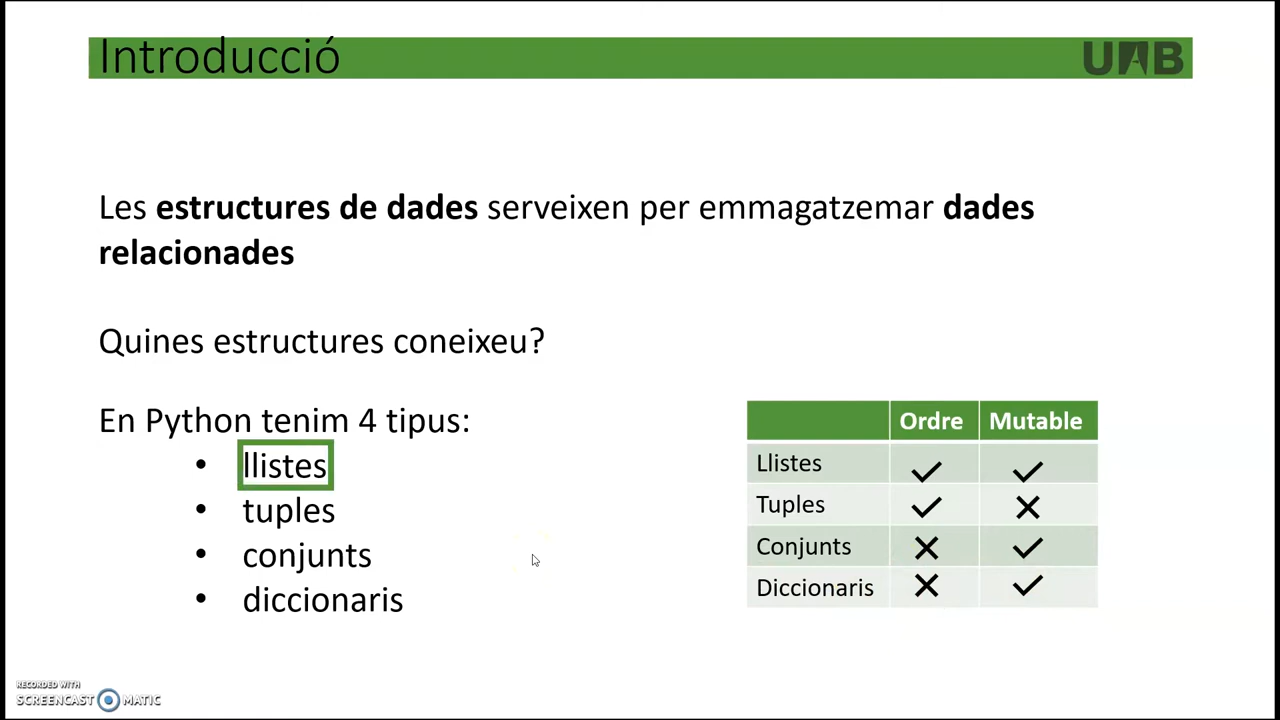 Introducció
UAB
Les estructures de dades serveixen per emmagatzemar dades
relacionades
Quines estructures coneixeu?
En Python tenim 4 tipus:
• llistes
• tuples
• conjunts
• diccionaris
Ordre Mutable
Llistes ✓ ✓
Tuples ✓ ✕
Conjunts ✕ ✓
Diccionaris ✕ ✓
RECORDED WITH
SCREENCAST MATIC